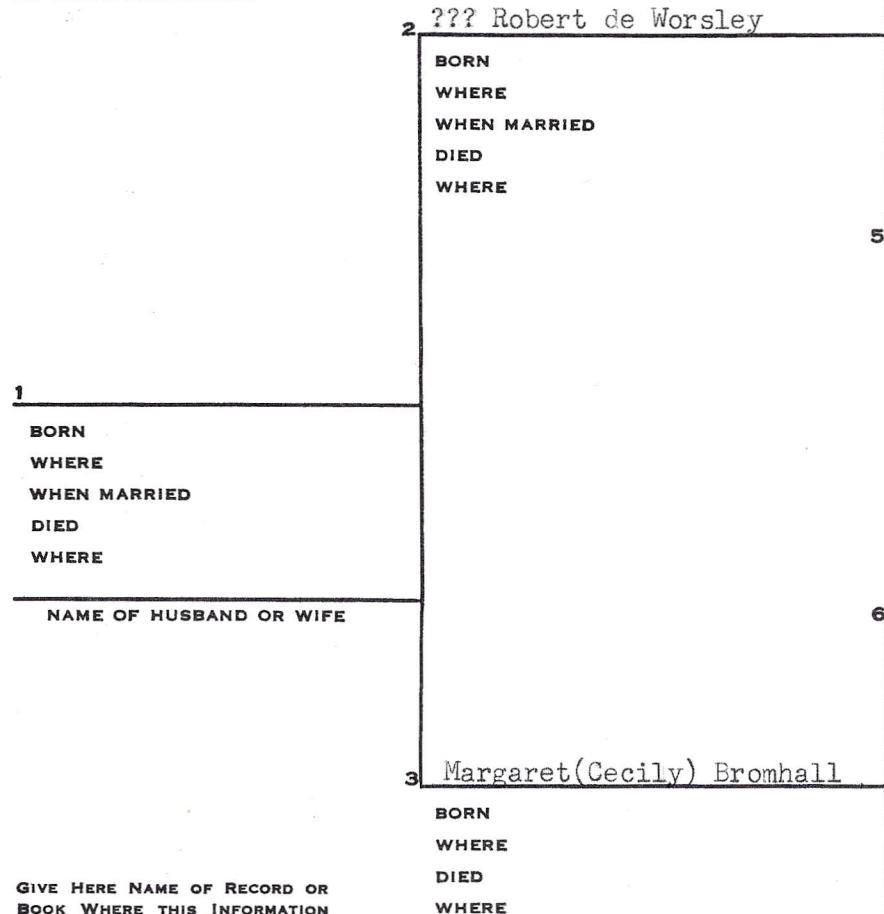 2 ??? Robert de Worsley
BORN
WHERE
WHEN MARRIED
DIED
WHERE
5
1
BORN
WHERE
WHEN MARRIED
DIED
WHERE
NAME OF HUSBAND OR WIFE
6
3 Margaret(Cecily) Bromhall
BORN
WHERE
DIED
WHERE
GIVE HERE NAME OF RECORD OR
BOOK WHERE THIS INFORMATION